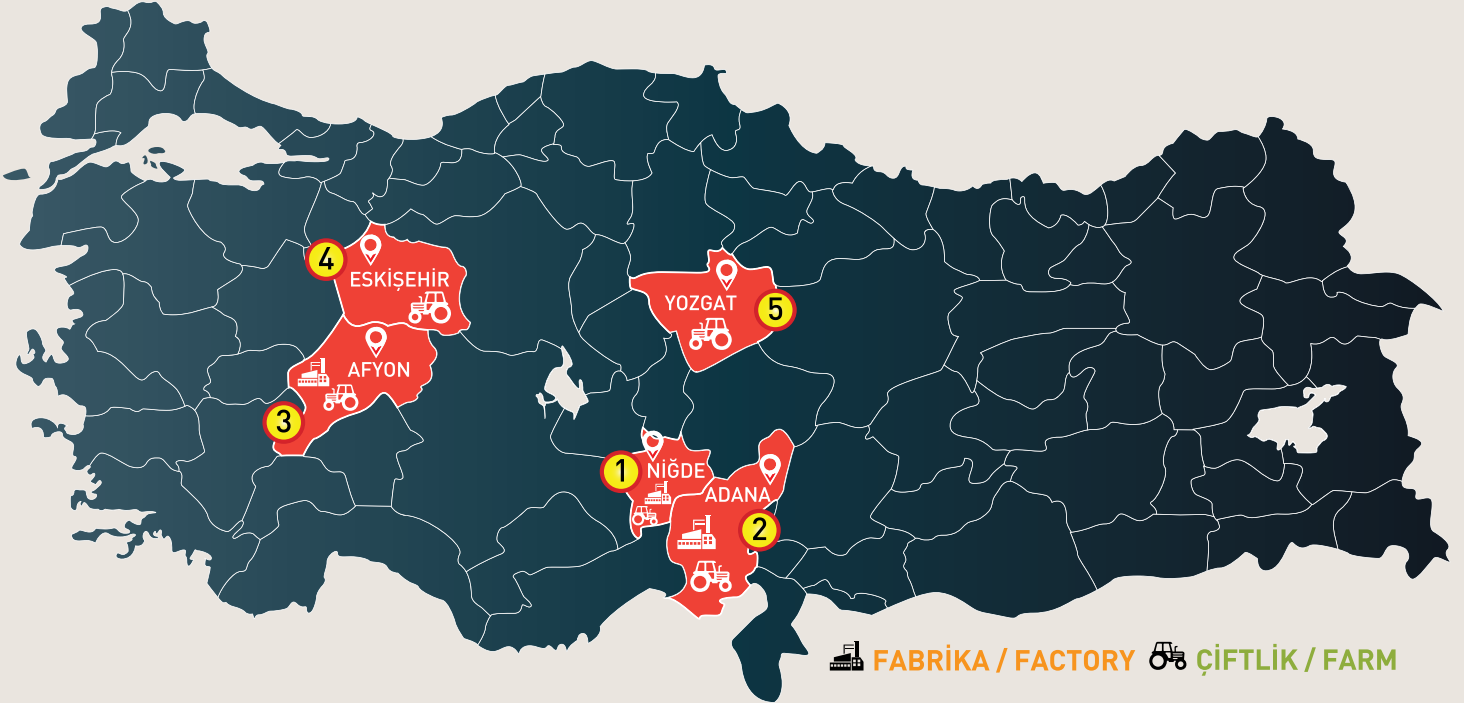 4
ESKİŞEHİR
YOZGAT
5
AFYON
3
1
NİĞDE
ADANA
2
FABRİKA / FACTORY
ÇİFTLİK / FARM